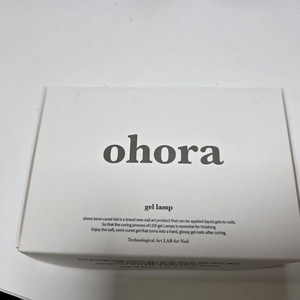 ohora
gel lamp
ohora Semi-cured Gel is a brand new nail art product that can be applied liquid gels to nails.
So that the curing process of LED gel Lamps is essential for finishing.
Enjoy the soft, semi cured gel that turns into a hard, glossy gel nails after curing.
Technological Art LAB for Nail